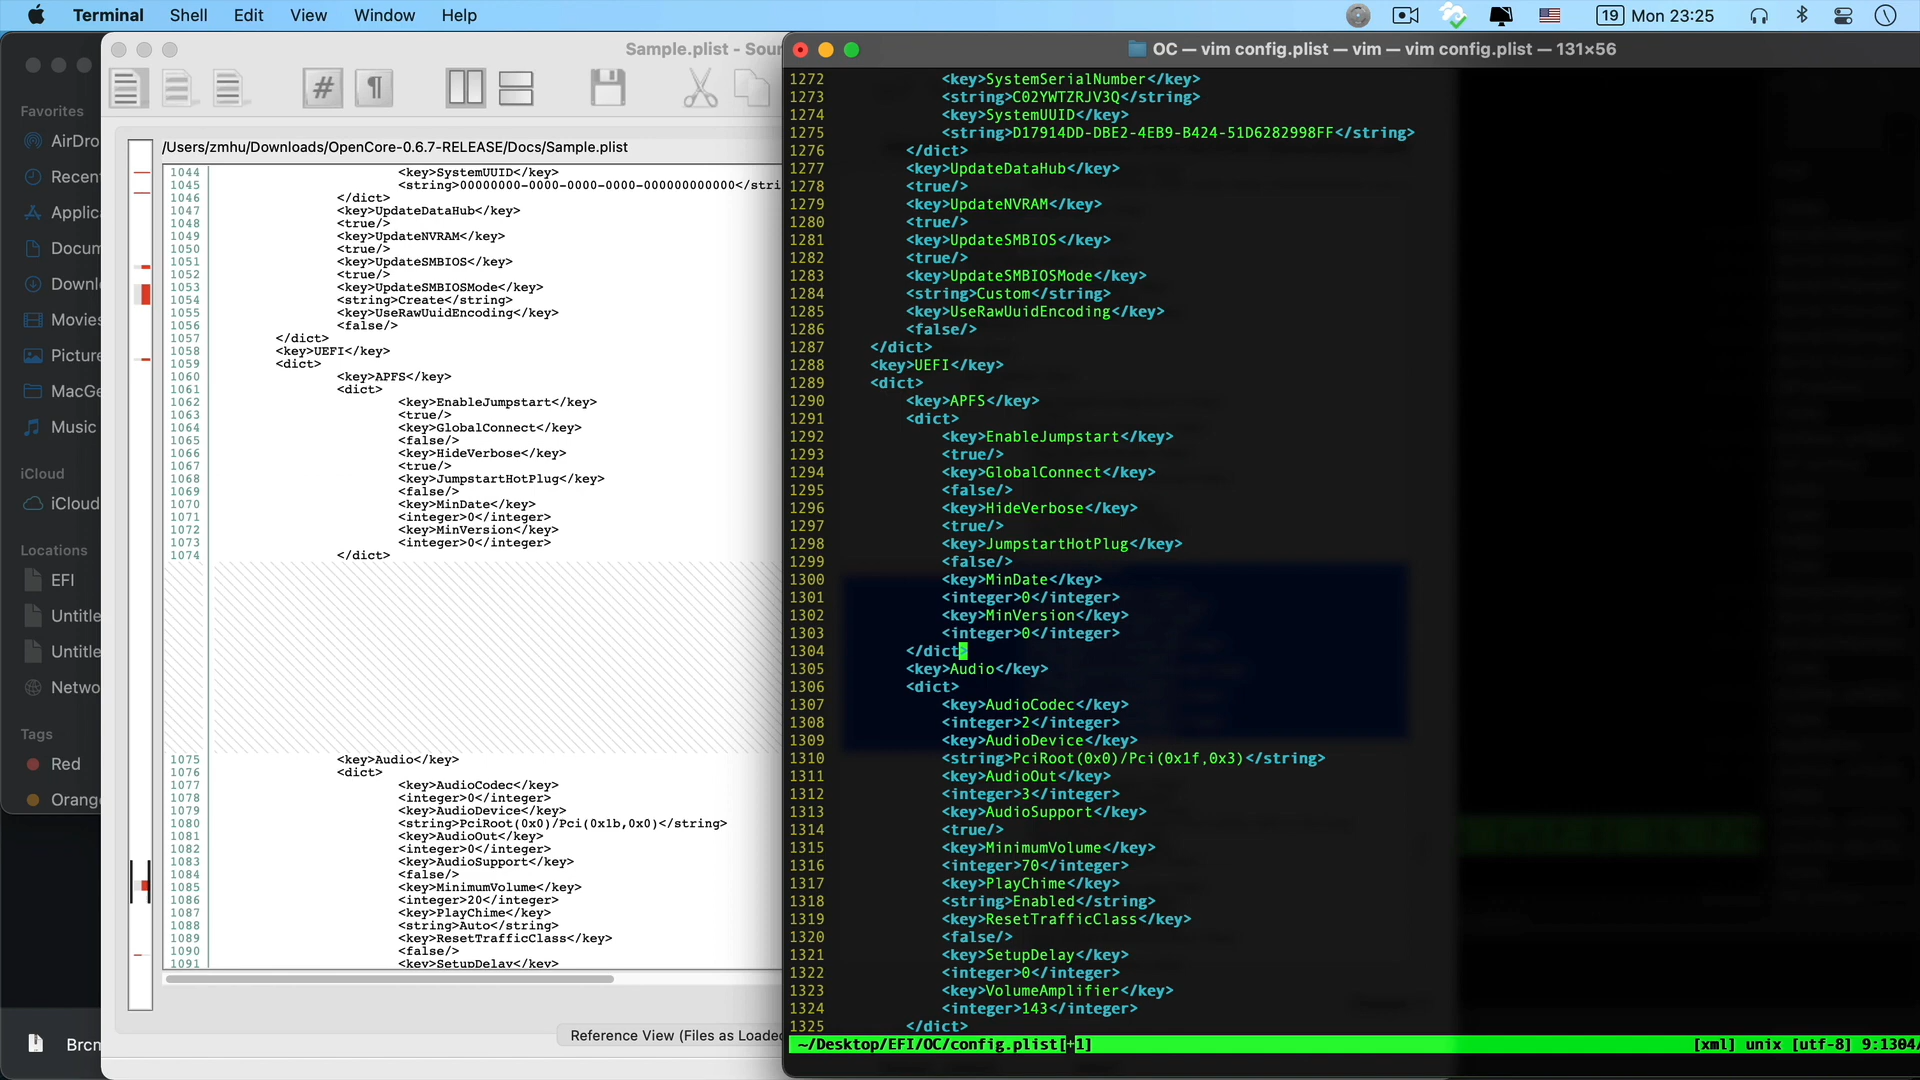 Terminal Shell Edit View Window Help 19 Mon 23:25
Favorites
AirDro
Recen
Applic
Docum
Downl
Movies
Picture
MacGe
Music
iCloud
iCloud
Locations
EFI
Untitle
Untitle
Netwo
Tags
Red
Orang
Brcm
Sample.plist - Sour
/Users/zmhu/Downloads/OpenCore-0.6.7-RELEASE/Docs/Sample.plist
1044 <key>SystemUUID</key>
1045 <string>00000000-0000-0000-0000-000000000000</stri
1046 </dict>
1047 <key>UpdateDataHub</key>
1048 <true/>
1049 <key>UpdateNVRAM</key>
1050 <true/>
1051 <key>UpdateSMBIOS</key>
1052 <true/>
1053 <key>UpdateSMBIOSMode</key>
1054 <string>Create</string>
1055 <key>UseRawUuidEncoding</key>
1056 <false/>
1057 </dict>
1058 <key>UEFI</key>
1059 <dict>
1060 <key>APFS</key>
1061 <dict>
1062 <key>EnableJumpstart</key>
1063 <true/>
1064 <key>GlobalConnect</key>
1065 <false/>
1066 <key>HideVerbose</key>
1067 <true/>
1068 <key>JumpstartHotPlug</key>
1069 <false/>
1070 <key>MinDate</key>
1071 <integer>0</integer>
1072 <key>MinVersion</key>
1073 <integer>0</integer>
1074 </dict>
1075 <key>Audio</key>
1076 <dict>
1077 <key>AudioCodec</key>
1078 <integer>0</integer>
1079 <key>AudioDevice</key>
1080 <string>PciRoot(0x0)/Pci(0x1b,0x0)</string>
1081 <key>AudioOut</key>
1082 <integer>0</integer>
1083 <key>AudioSupport</key>
1084 <false/>
1085 <key>MinimumVolume</key>
1086 <integer>20</integer>
1087 <key>PlayChime</key>
1088 <string>Auto</string>
1089 <key>ResetTrafficClass</key>
1090 <false/>
1091 <key>SetupDelay</key>
Reference View (Files as Loaded
OC — vim config.plist — vim — vim config.plist — 131×56
1272 <key>SystemSerialNumber</key>
1273 <string>C02YWTZRJV3Q</string>
1274 <key>SystemUUID</key>
1275 <string>D17914DD-DBE2-4EB9-B424-51D6282998FF</string>
1276 </dict>
1277 <key>UpdateDataHub</key>
1278 <true/>
1279 <key>UpdateNVRAM</key>
1280 <true/>
1281 <key>UpdateSMBIOS</key>
1282 <true/>
1283 <key>UpdateSMBIOSMode</key>
1284 <string>Custom</string>
1285 <key>UseRawUuidEncoding</key>
1286 <false/>
1287 </dict>
1288 <key>UEFI</key>
1289 <dict>
1290 <key>APFS</key>
1291 <dict>
1292 <key>EnableJumpstart</key>
1293 <true/>
1294 <key>GlobalConnect</key>
1295 <false/>
1296 <key>HideVerbose</key>
1297 <true/>
1298 <key>JumpstartHotPlug</key>
1299 <false/>
1300 <key>MinDate</key>
1301 <integer>0</integer>
1302 <key>MinVersion</key>
1303 <integer>0</integer>
1304 </dict>
1305 <key>Audio</key>
1306 <dict>
1307 <key>AudioCodec</key>
1308 <integer>2</integer>
1309 <key>AudioDevice</key>
1310 <string>PciRoot(0x0)/Pci(0x1f,0x3)</string>
1311 <key>AudioOut</key>
1312 <integer>3</integer>
1313 <key>AudioSupport</key>
1314 <true/>
1315 <key>MinimumVolume</key>
1316 <integer>70</integer>
1317 <key>PlayChime</key>
1318 <string>Enabled</string>
1319 <key>ResetTrafficClass</key>
1320 <false/>
1321 <key>SetupDelay</key>
1322 <integer>0</integer>
1323 <key>VolumeAmplifier</key>
1324 <integer>143</integer>
1325 </dict>
~/Desktop/EFI/OC/config.plist[+1] [xml] unix [utf-8] 9:1304/